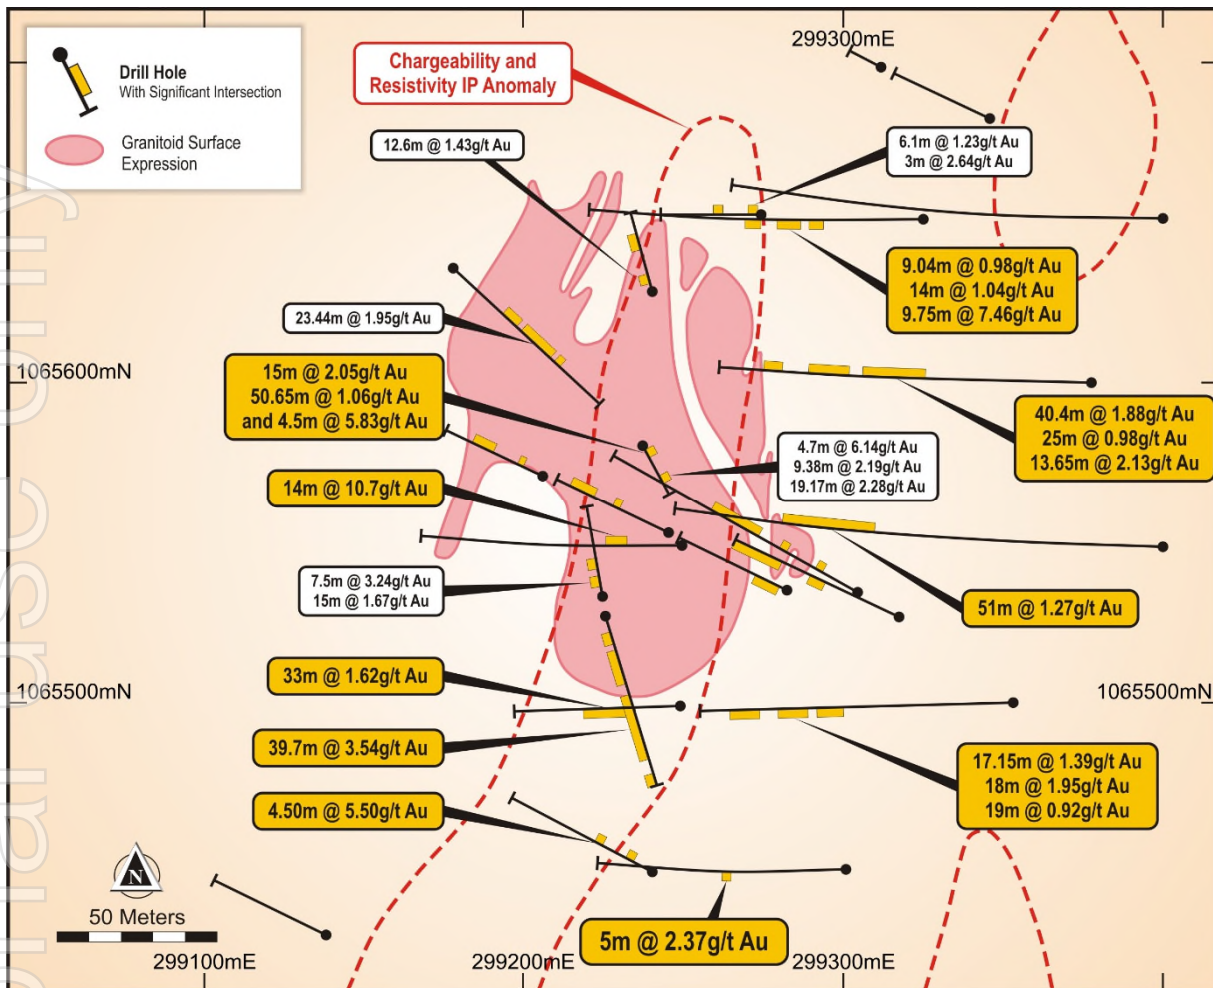 299300mE
Drill Hole
With Significant Intersection
Granitoid Surface
Expression
Chargeability and
Resistivity IP Anomaly
12.6m @ 1.43g/t Au
6.1m @ 1.23g/t Au
3m @ 2.64g/t Au
9.04m @ 0.98g/t Au
14m @ 1.04g/t Au
9.75m @ 7.46g/t Au
23.44m @ 1.95g/t Au
1065600mN
15m @ 2.05g/t Au
50.65m @ 1.06g/t Au
and 4.5m @ 5.83g/t Au
40.4m @ 1.88g/t Au
25m @ 0.98g/t Au
13.65m @ 2.13g/t Au
4.7m @ 6.14g/t Au
9.38m @ 2.19g/t Au
19.17m @ 2.28g/t Au
14m @ 10.7g/t Au
7.5m @ 3.24g/t Au
15m @ 1.67g/t Au
51m @ 1.27g/t Au
33m @ 1.62g/t Au
1065500mN
1065500mN
39.7m @ 3.54g/t Au
17.15m @ 1.39g/t Au
18m @ 1.95g/t Au
19m @ 0.92g/t Au
4.50m @ 5.50g/t Au
N
50 Meters
5m @ 2.37g/t Au
299100mE
299200mE
299300mE
use only